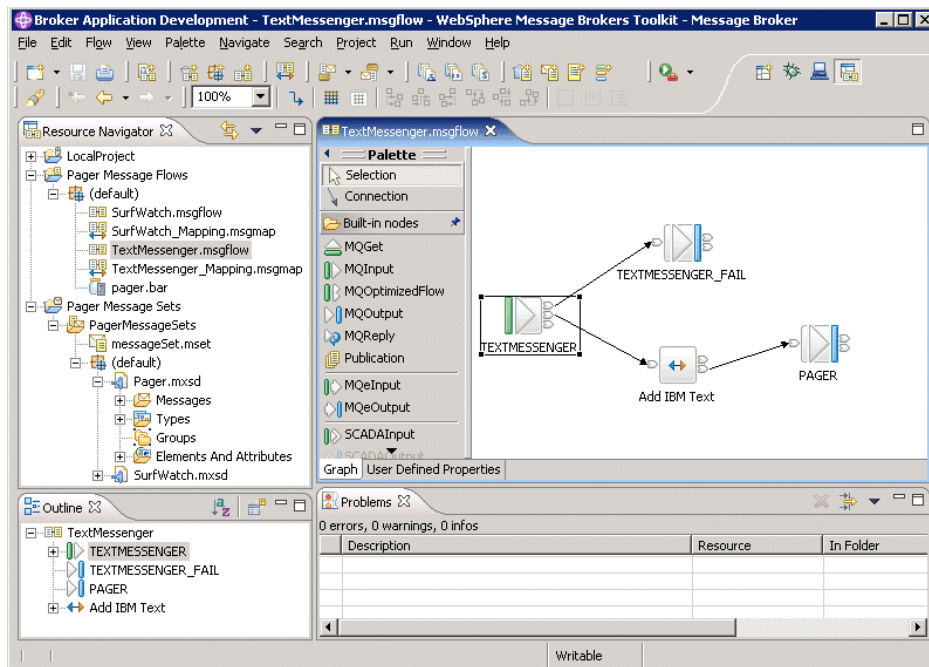 Broker Application Development - TextMessenger.msgflow - WebSphere Message Brokers Toolkit - Message Broker
File Edit Flow View Palette Navigate Search Project Run Window Help
100%
Resource Navigator
LocalProject
Pager Message Flows
(default)
SurfWatch.msgflow
SurfWatch_Mapping.msgmap
TextMessenger.msgflow
TextMessenger_Mapping.msgmap
pager.bar
Pager Message Sets
PagerMessageSets
messageSet.mset
(default)
Pager.mxsd
Messages
Types
Groups
Elements And Attributes
SurfWatch.mxsd
Outline
TextMessenger
TEXTMESSENGER
TEXTMESSENGER_FAIL
PAGER
Add IBM Text
TextMessenger.msgflow
Palette
Selection
Connection
Built-in nodes
MQGet
MQInput
MQOptimizedFlow
MQOutput
MQReply
Publication
MQeInput
MQeOutput
SCADAInput
SCADAOutput
TEXTMESSENGER_FAIL
TEXTMESSENGER
Add IBM Text
PAGER
Graph User Defined Properties
Problems
0 errors, 0 warnings, 0 infos
Description Resource In Folder
Writable